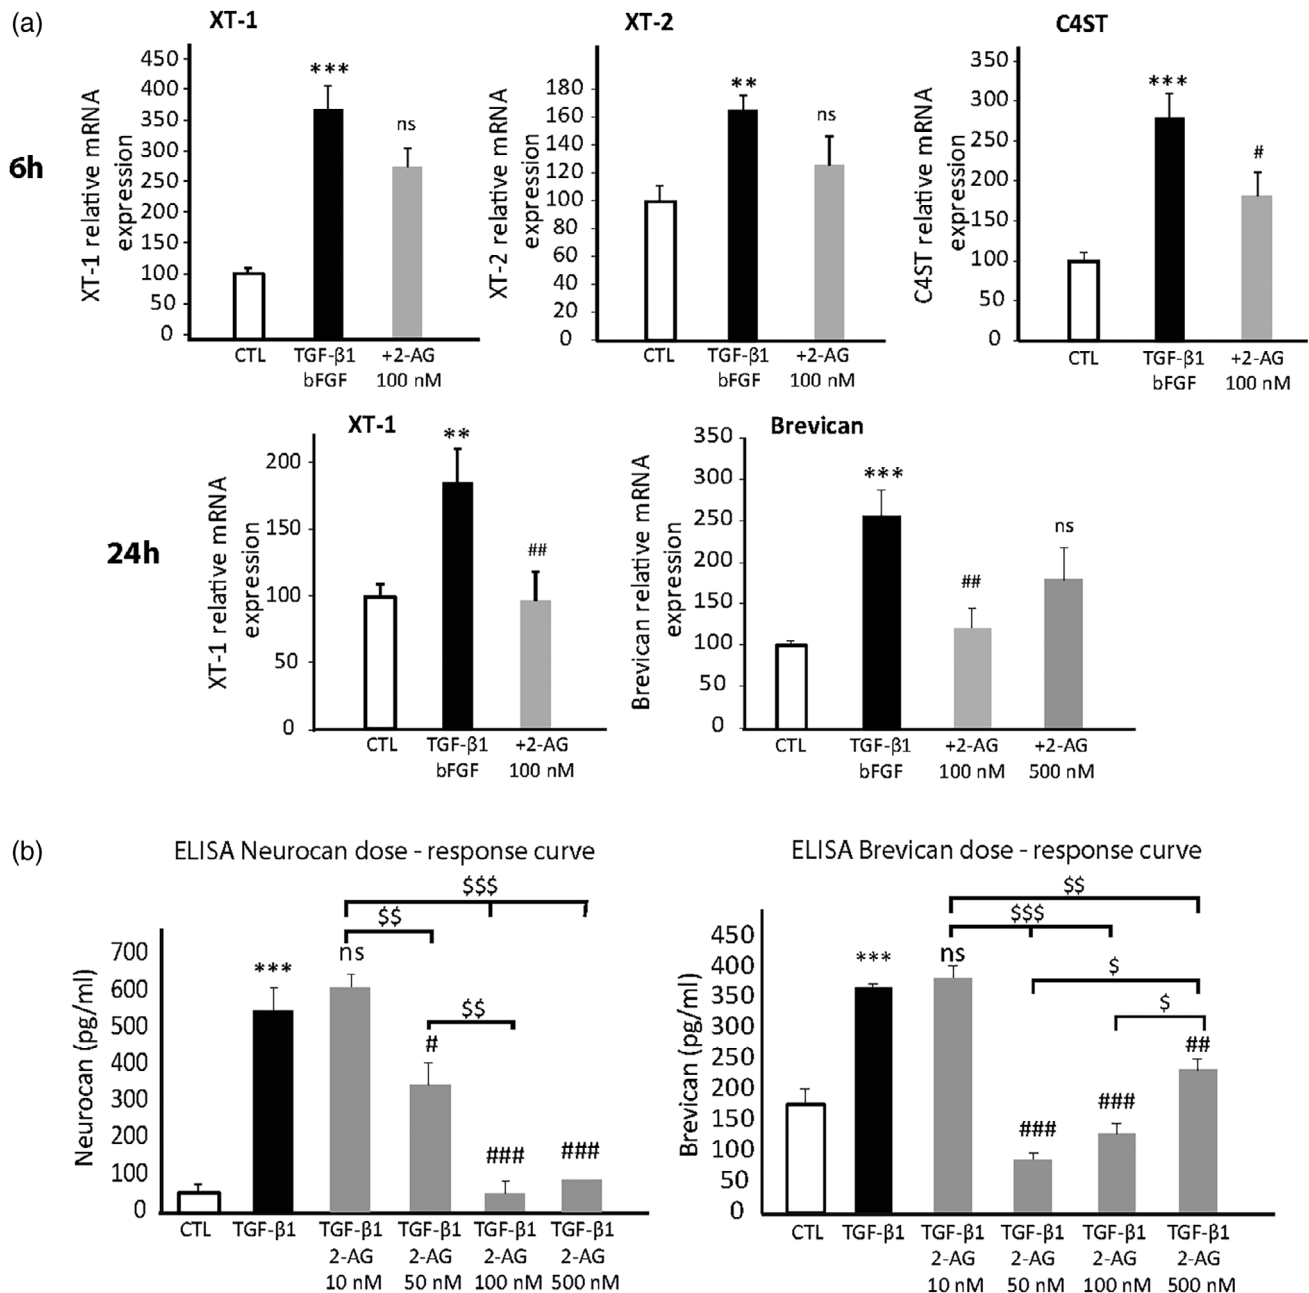 (a)
XT-1
XT-1 relative mRNA
expression
450
400
350
300
250
200
150
100
50
0
***
ns
CTL
TGF-β1
bFGF
+2-AG
100 nM
6h
XT-2
XT-2 relative mRNA
expression
180
160
140
120
100
80
60
40
20
0
**
ns
CTL
TGF-β1
bFGF
+2-AG
100 nM
C4ST
C4ST relative mRNA
expression
350
300
250
200
150
100
50
0
***
#
CTL
TGF-β1
bFGF
+2-AG
100 nM
24h
XT-1
XT-1 relative mRNA
expression
200
150
100
50
0
**
##
CTL
TGF-β1
bFGF
+2-AG
100 nM
Brevican
Brevican relative mRNA
expression
350
300
250
200
150
100
50
0
***
##
ns
CTL
TGF-β1
bFGF
+2-AG
100 nM
+2-AG
500 nM
(b)
ELISA Neurocan dose - response curve
Neurocan (pg/ml)
700
600
500
400
300
200
100
0
$$$
$$
ns
***
$$
#
###
###
CTL
TGF-β1
TGF-β1
2-AG
10 nM
TGF-β1
2-AG
50 nM
TGF-β1
2-AG
100 nM
TGF-β1
2-AG
500 nM
ELISA Brevican dose - response curve
Brevican (pg/ml)
450
400
350
300
250
200
150
100
50
0
$$
$$$
ns
***
$
$
##
###
###
CTL
TGF-β1
TGF-β1
2-AG
10 nM
TGF-β1
2-AG
50 nM
TGF-β1
2-AG
100 nM
TGF-β1
2-AG
500 nM